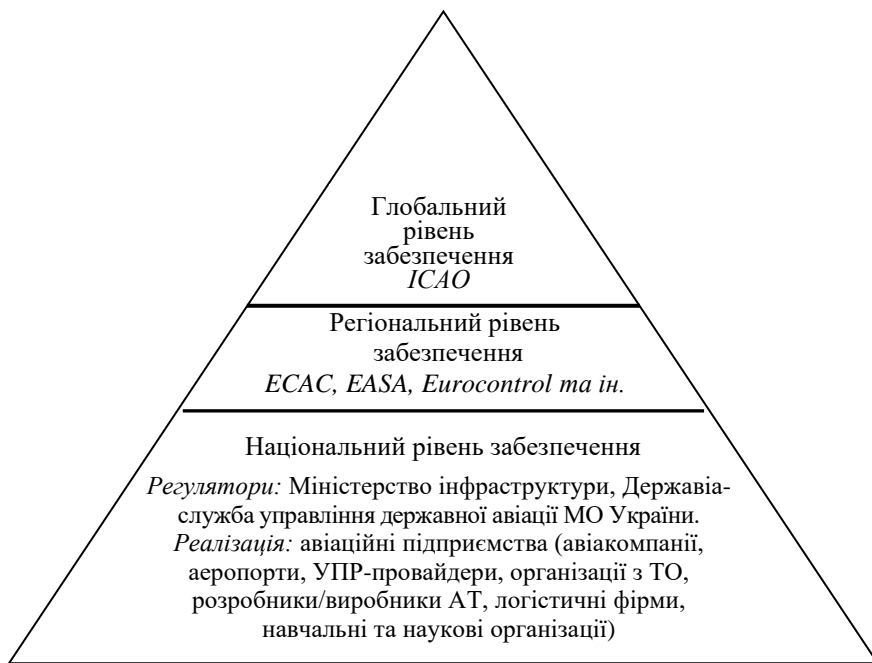 Глобальний
рівень
забезпечення
ICAO
Регіональний рівень
забезпечення
ECAC, EASA, Eurocontrol та ін.
Національний рівень забезпечення
Регулятори: Міністерство інфраструктури, Державіа-
служба управління державної авіації МО України.
Реалізація: авіаційні підприємства (авіакомпанії,
аеропорти, УПР-провайдери, організації з ТО,
розробники/виробники АТ, логістичні фірми,
навчальні та наукові організації)